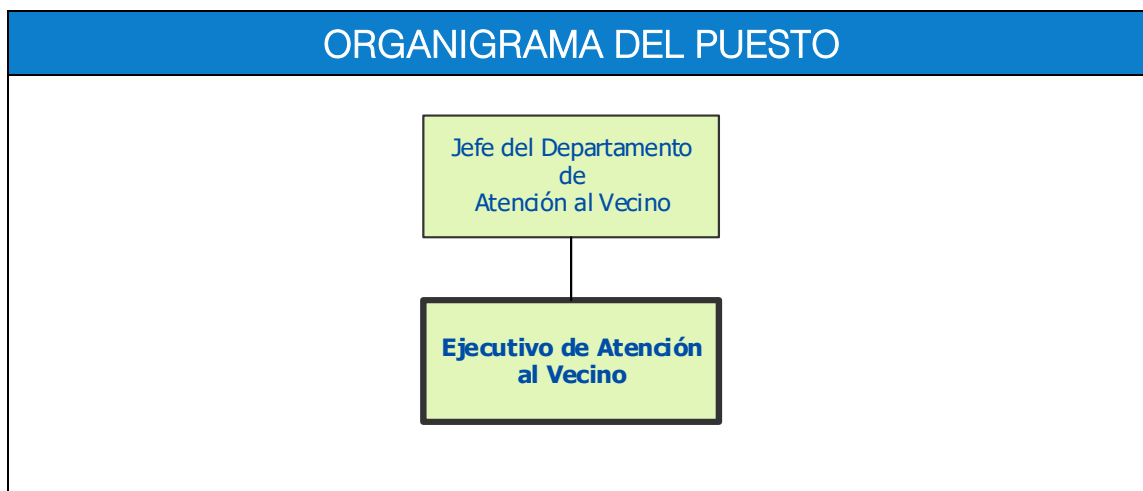 ORGANIGRAMA DEL PUESTO
Jefe del Departamento
de
Atención al Vecino
Ejecutivo de Atención
al Vecino